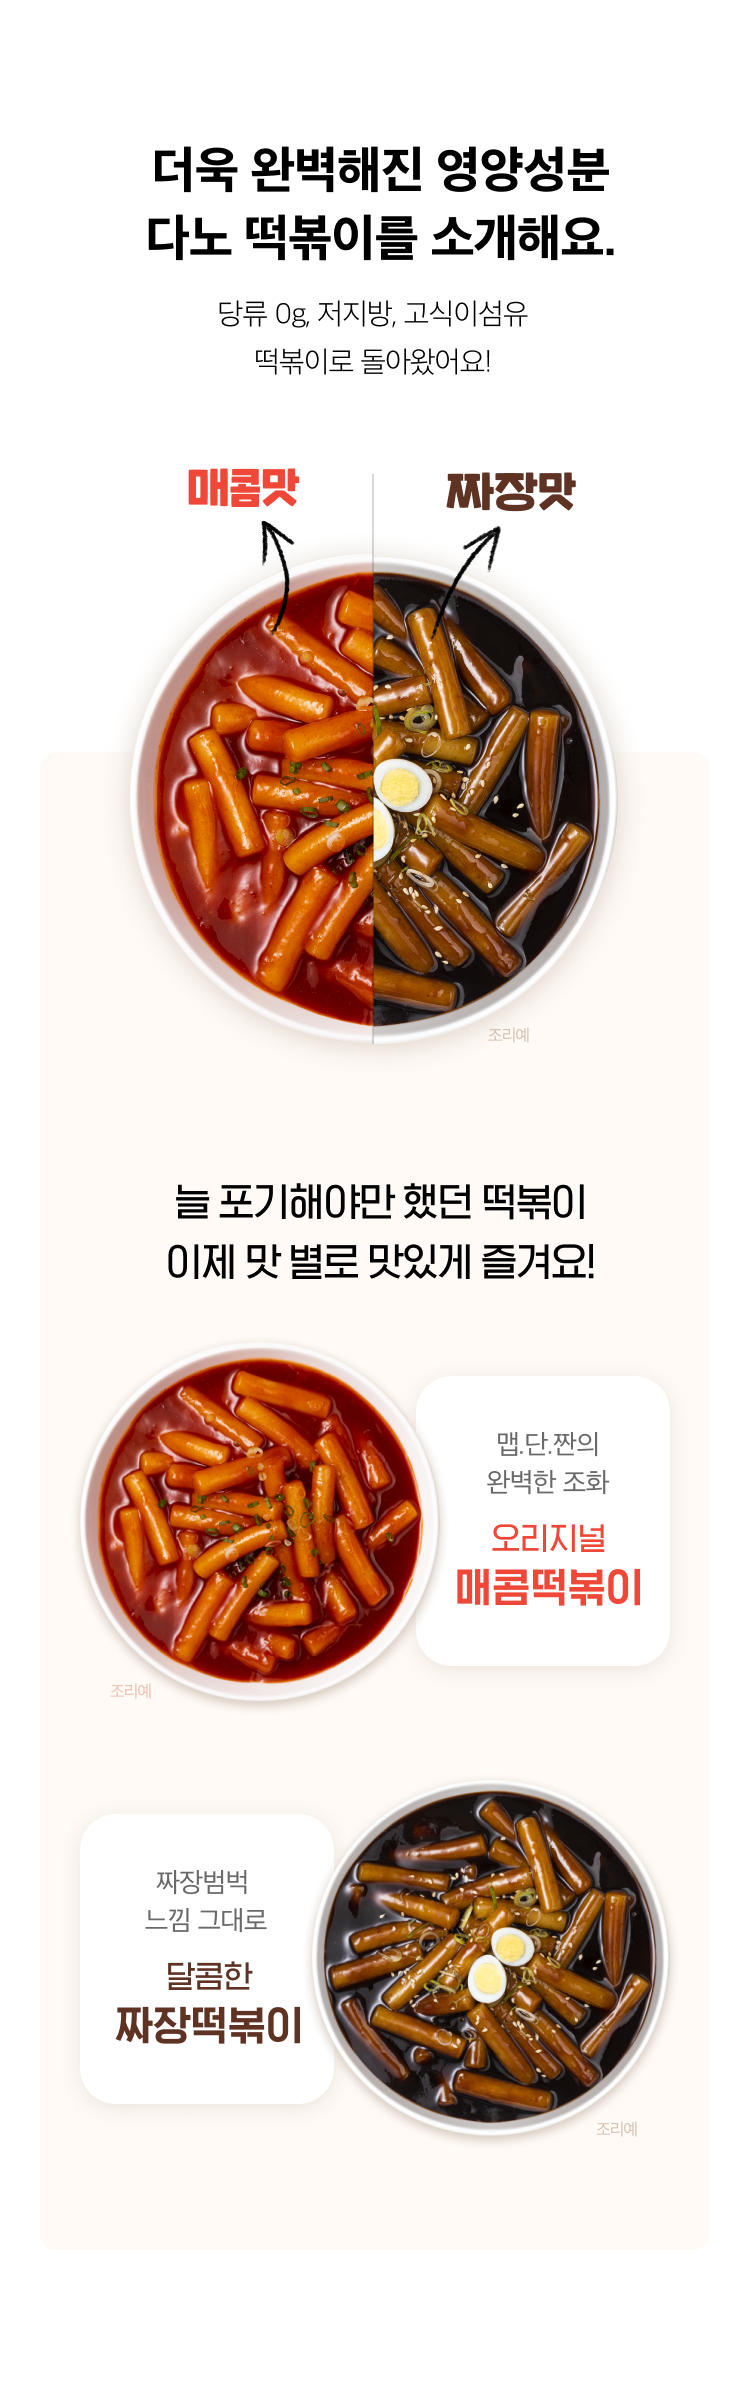 더욱 완벽해진 영양성분
다노 떡볶이를 소개해요.
당류 0g, 저지방, 고식이섬유
떡볶이로 돌아왔어요!
매콤맛
짜장맛
조리예
늘 포기해야만 했던 떡볶이
이제 맛 별로 맛있게 즐겨요!
맵.단.짠의
완벽한 조화
오리지널
매콤떡볶이
조리예
짜장범벅
느낌 그대로
달콤한
짜장떡볶이
조리예